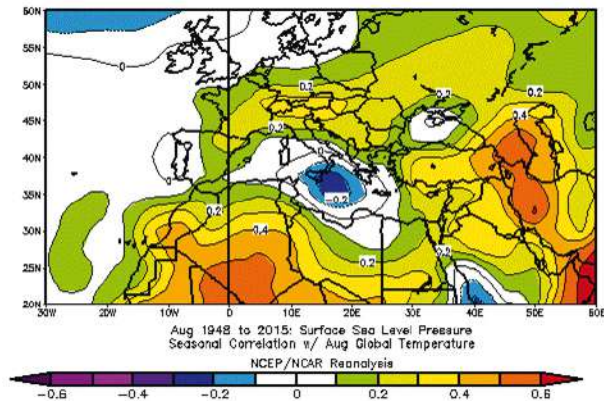 60N
55N
50N
45N
40N
35N
30N
25N
20N
0
0.2
0.2
0.4
0.2
0
0
-0.2
0.2
0.4
0.2
0.2
30W 20W 10W 0 10E 20E 30E 40E 50E 60E
Aug 1948 to 2015: Surface Sea Level Pressure
Seasonal Correlation w/ Aug Global Temperature
NCEP/NCAR Reanalysis
-0.6 -0.4 -0.2 0 0.2 0.4 0.6